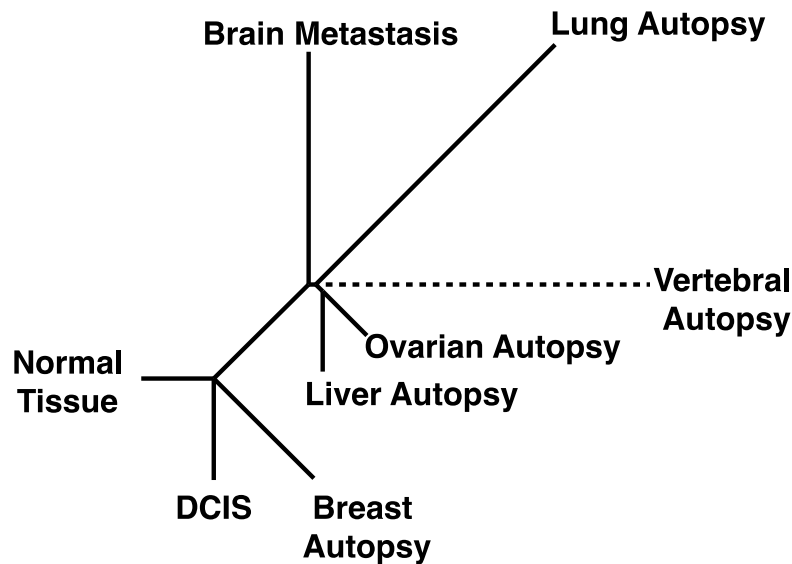 Brain Metastasis
Lung Autopsy
Vertebral
Autopsy
Ovarian Autopsy
Normal
Tissue
Liver Autopsy
DCIS
Breast
Autopsy